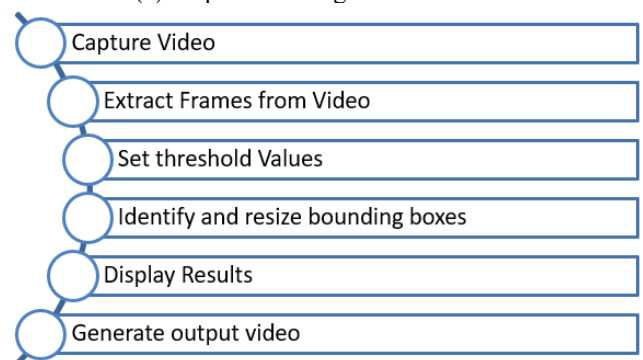 Capture Video
Extract Frames from Video
Set threshold Values
Identify and resize bounding boxes
Display Results
Generate output video